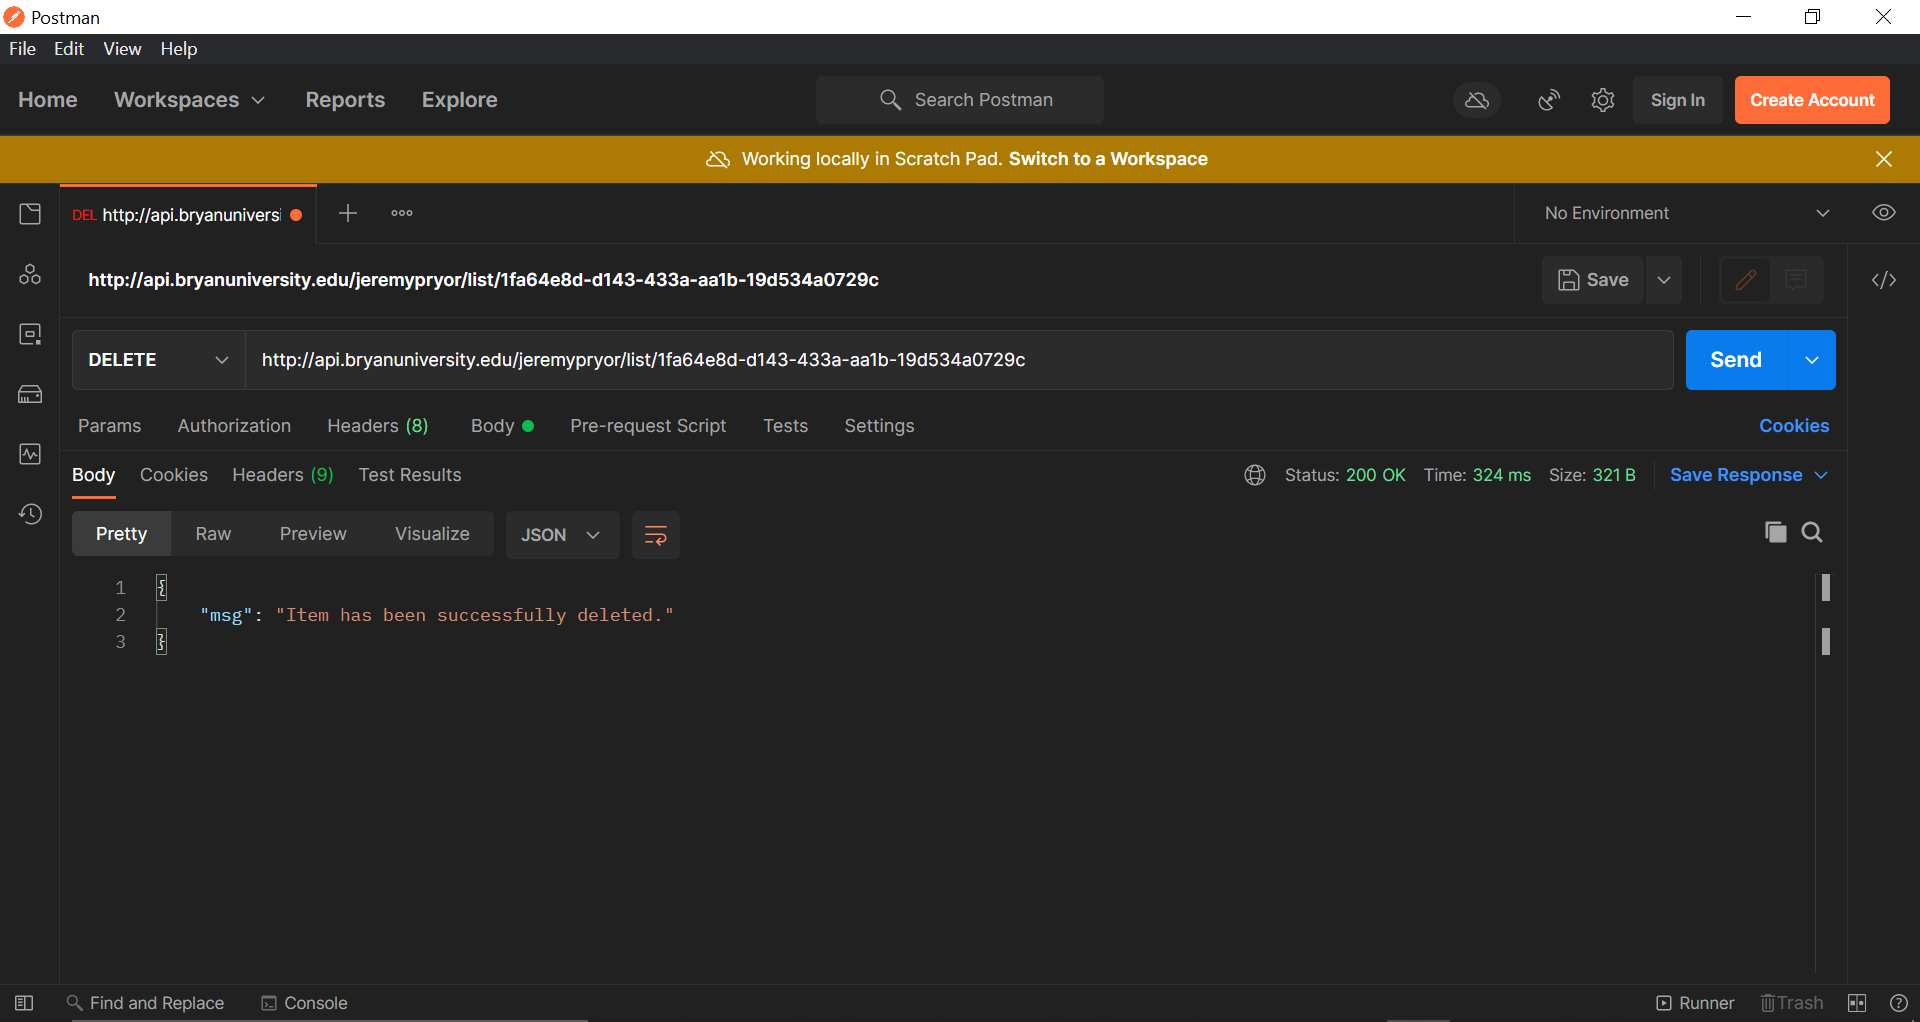 Postman
File Edit View Help
Home Workspaces Reports Explore Search Postman Sign In Create Account
Working locally in Scratch Pad. Switch to a Workspace
DEL http://api.bryanuniversi No Environment
http://api.bryanuniversity.edu/jeremypryor/list/1fa64e8d-d143-433a-aa1b-19d534a0729c Save
DELETE http://api.bryanuniversity.edu/jeremypryor/list/1fa64e8d-d143-433a-aa1b-19d534a0729c Send
Params Authorization Headers (8) Body Pre-request Script Tests Settings Cookies
Body Cookies Headers (9) Test Results Status: 200 OK Time: 324 ms Size: 321 B Save Response
Pretty Raw Preview Visualize JSON
1 {
2 "msg": "Item has been successfully deleted."
3 }
Find and Replace Console Runner Trash